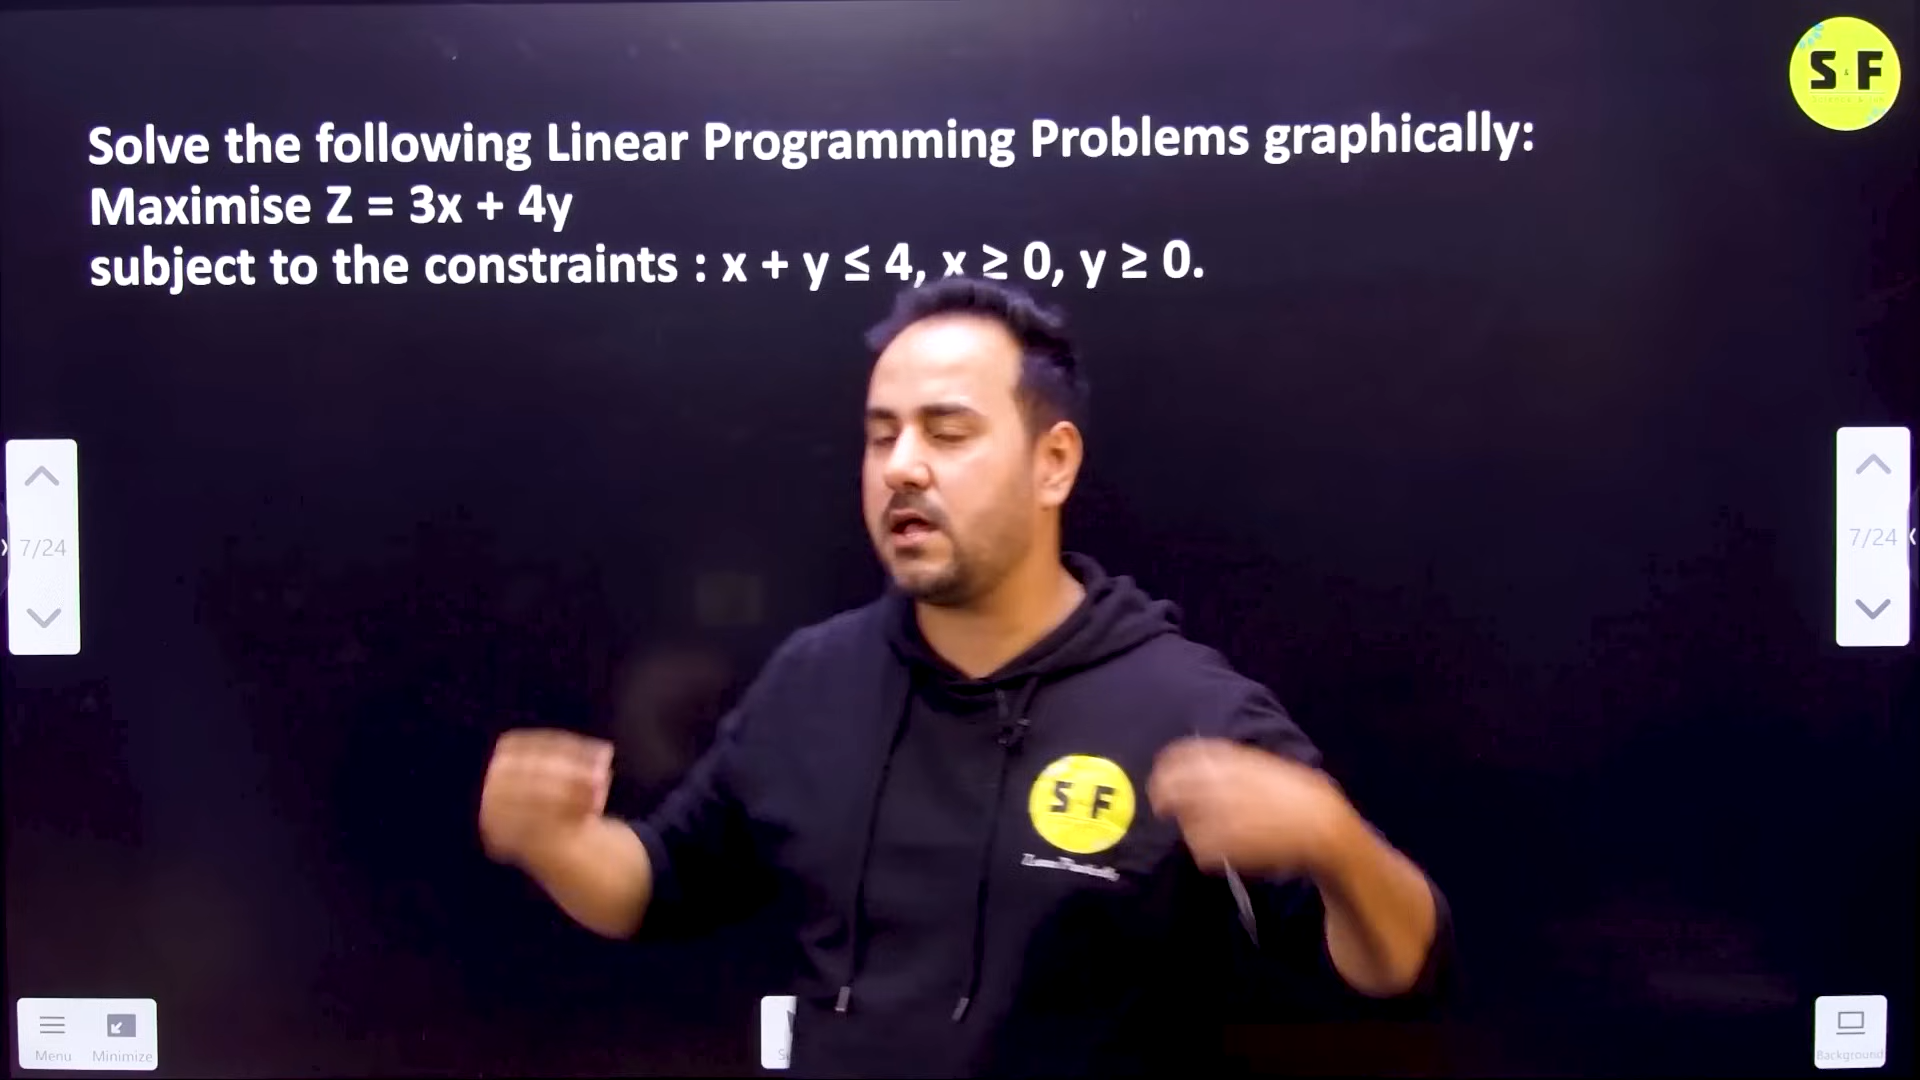 Solve the following Linear Programming Problems graphically:
Maximise Z = 3x + 4y
subject to the constraints : x + y ≤ 4, x ≥ 0, y ≥ 0.
S F
7/24
7/24
S F
Menu Minimize
Background